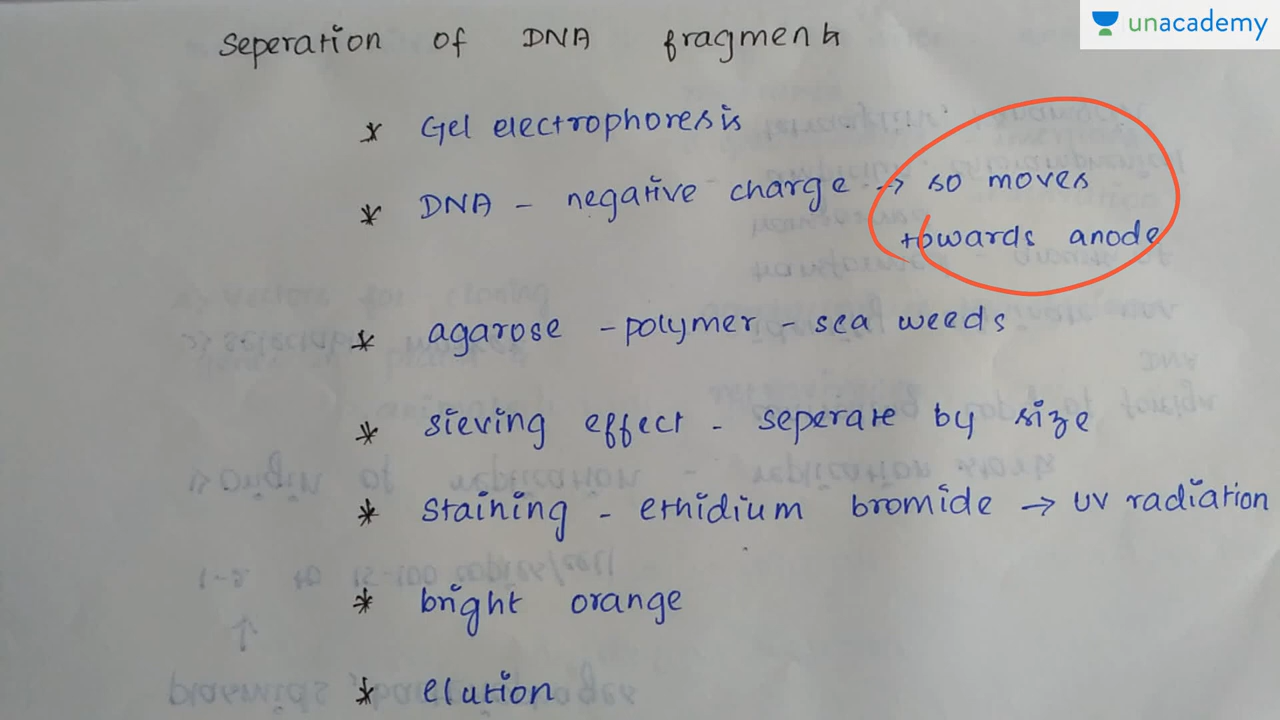 unacademy
Seperation of DNA fragments
* Gel electrophoresis
* DNA - negative charge → so moves
towards anode
* agarose - polymer - sea weeds
* sieving effect - seperate by size
* staining - ethidium bromide → UV radiation
* bright orange
* elution